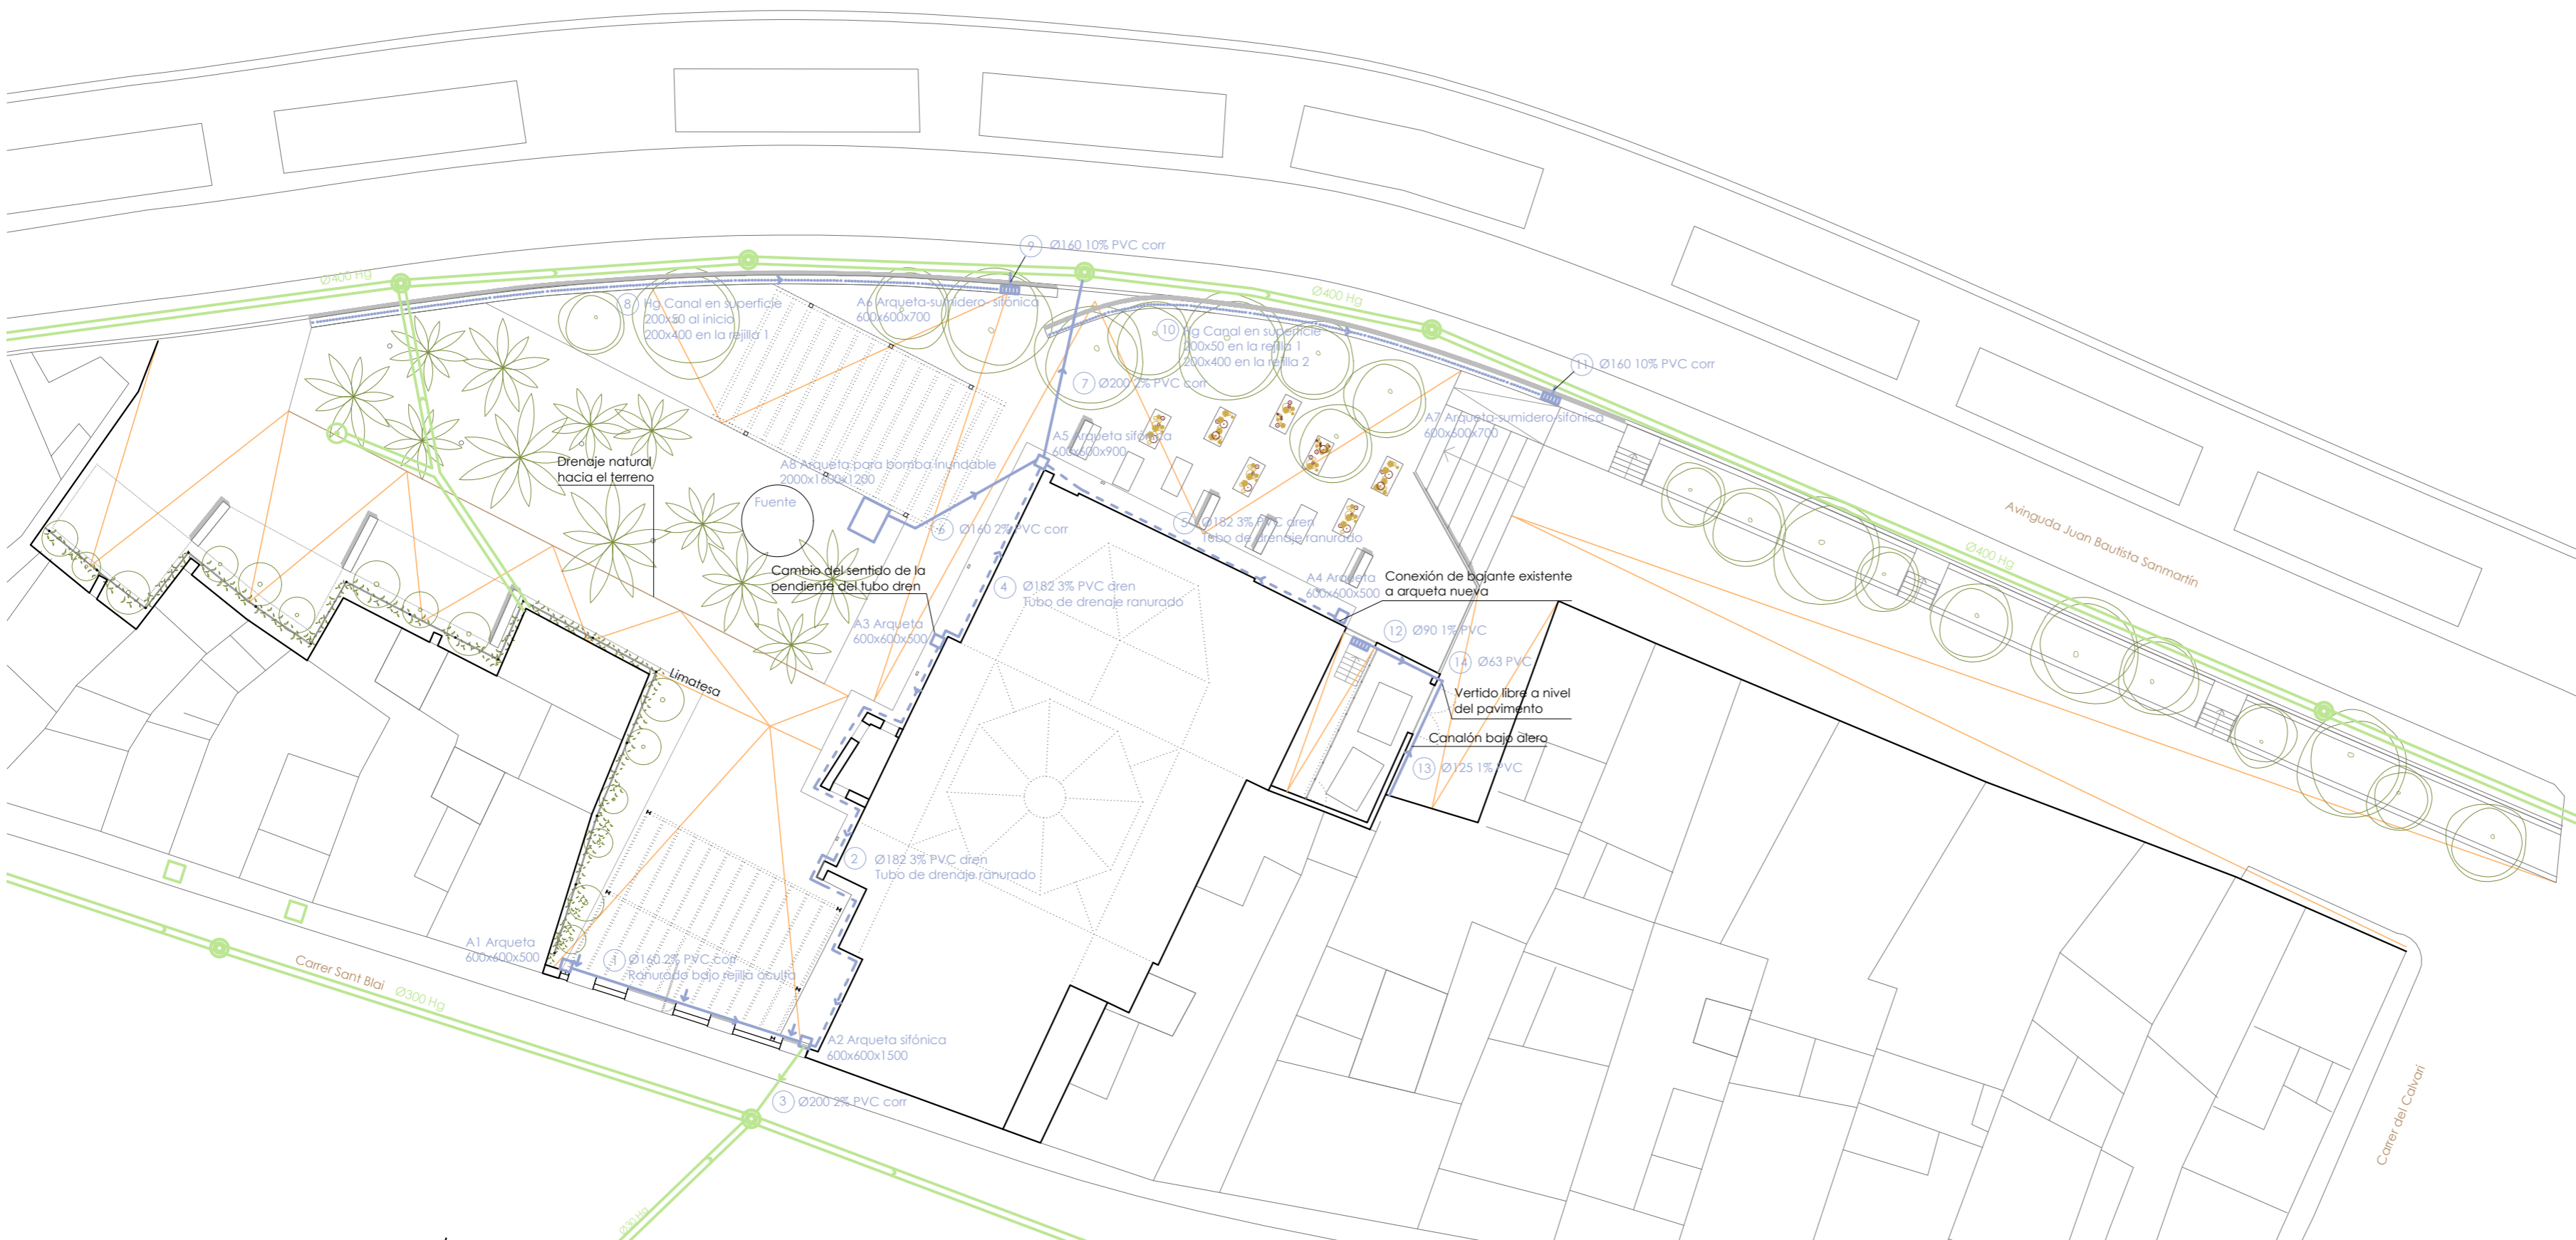 9 Ø160 10% PVC corr
Ø400 Hg
Ø400 Hg
8 Hg Canal en superficie
200x50 al inicio
200x400 en la rejilla 1
A6 Arqueta-sumidero-sifónica
600x600x700
10 Hg Canal en superficie
200x50 en la rejilla 1
200x400 en la rejilla 2
11 Ø160 10% PVC corr
7 Ø200 2% PVC corr
A7 Arqueta-sumidero-sifónica
600x600x700
A5 Arqueta sifónica
600x600x900
Drenaje natural
hacia el terreno
A8 Arqueta para bomba inundable
2000x1600x1200
Fuente
6 Ø160 2% PVC corr
5 Ø182 3% PVC dren
Tubo de drenaje ranurado
Avinguda Juan Bautista Sanmartín
Ø400 Hg
Cambio del sentido de la
pendiente del tubo dren
4 Ø182 3% PVC dren
Tubo de drenaje ranurado
A4 Arqueta
600x600x500
Conexión de bajante existente
a arqueta nueva
A3 Arqueta
600x600x500
12 Ø90 1% PVC
14 Ø63 PVC
Limatesa
Vertido libre a nivel
del pavimento
Canalón bajo alero
13 Ø125 1% PVC
2 Ø182 3% PVC dren
Tubo de drenaje ranurado
A1 Arqueta
600x600x500
1 Ø160 2% PVC corr
Ranurado bajo rejilla oculta
Carrer Sant Blai
Ø300 Hg
A2 Arqueta sifónica
600x600x1500
3 Ø200 2% PVC corr
Carrer del Calvari
Ø30 Hg